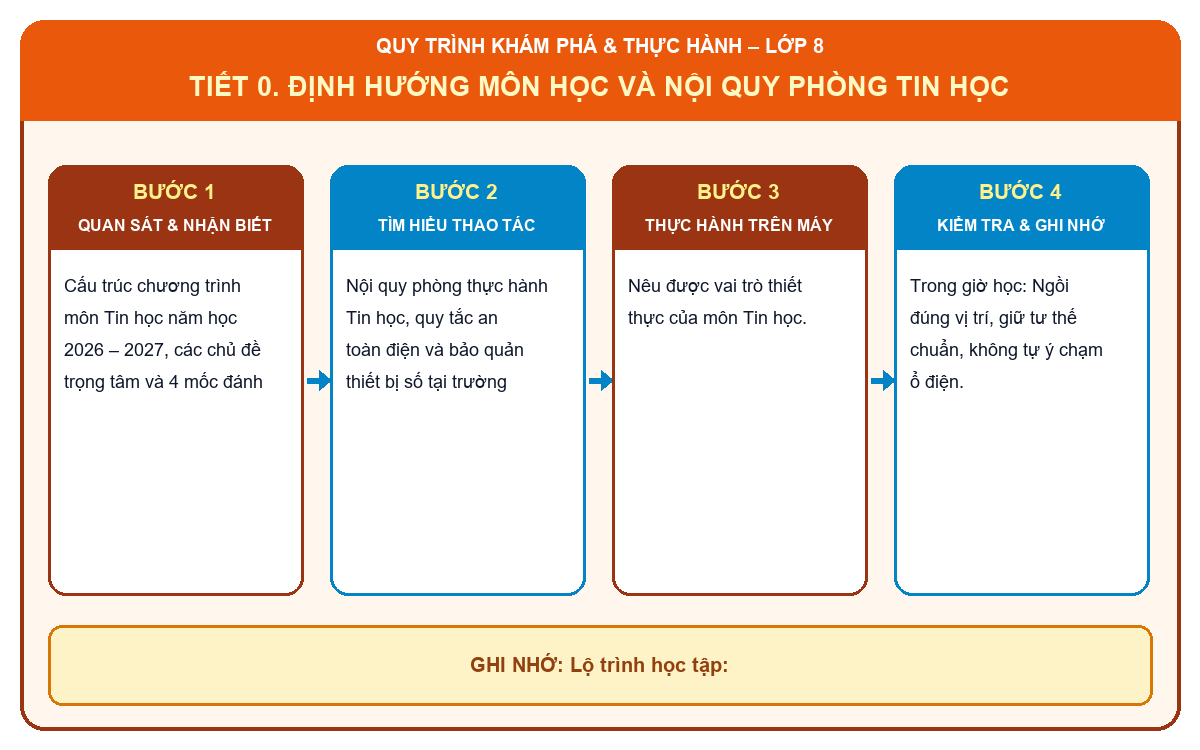 QUY TRÌNH KHÁM PHÁ & THỰC HÀNH – LỚP 8
TIẾT 0. ĐỊNH HƯỚNG MÔN HỌC VÀ NỘI QUY PHÒNG TIN HỌC
BƯỚC 1
QUAN SÁT & NHẬN BIẾT
Cấu trúc chương trình
môn Tin học năm học
2026 – 2027, các chủ đề
trọng tâm và 4 mốc đánh
BƯỚC 2
TÌM HIỂU THAO TÁC
Nội quy phòng thực hành
Tin học, quy tắc an
toàn điện và bảo quản
thiết bị số tại trường
BƯỚC 3
THỰC HÀNH TRÊN MÁY
Nêu được vai trò thiết
thực của môn Tin học.
BƯỚC 4
KIỂM TRA & GHI NHỚ
Trong giờ học: Ngồi
đúng vị trí, giữ tư thế
chuẩn, không tự ý chạm
ổ điện.
GHI NHỚ: Lộ trình học tập: